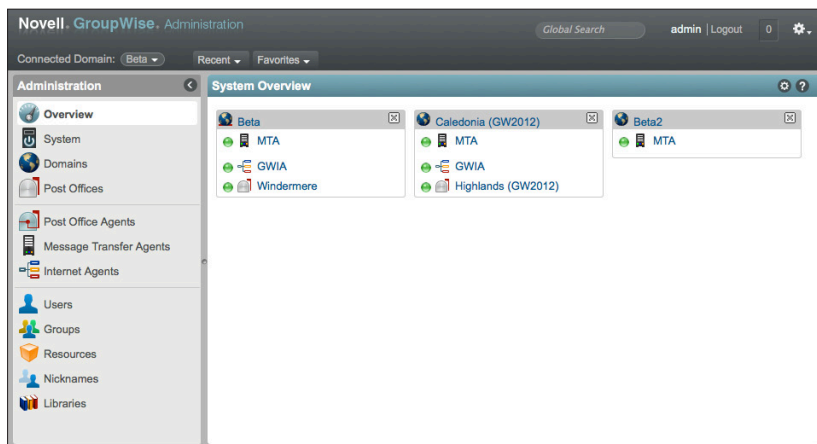 Novell. GroupWise. Administration
Global Search
admin | Logout
0
Connected Domain: Beta
Recent
Favorites
Administration
Overview
System
Domains
Post Offices
Post Office Agents
Message Transfer Agents
Internet Agents
Users
Groups
Resources
Nicknames
Libraries
System Overview
Beta
MTA
GWIA
Windermere
Caledonia (GW2012)
MTA
GWIA
Highlands (GW2012)
Beta2
MTA